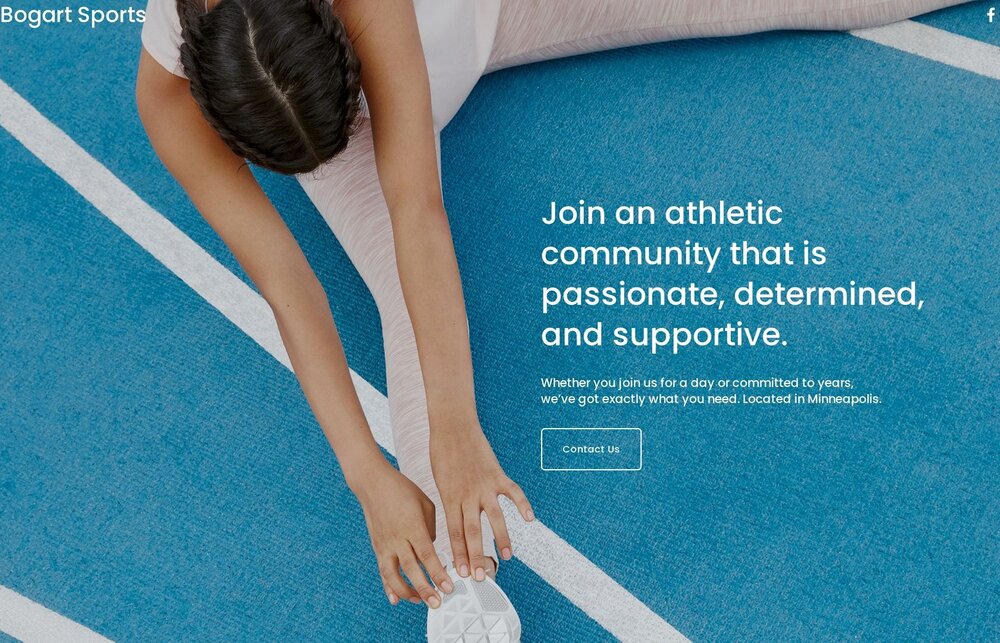 Bogart Sports
Join an athletic
community that is
passionate, determined,
and supportive.
Whether you join us for a day or committed to years,
we’ve got exactly what you need. Located in Minneapolis.
Contact Us